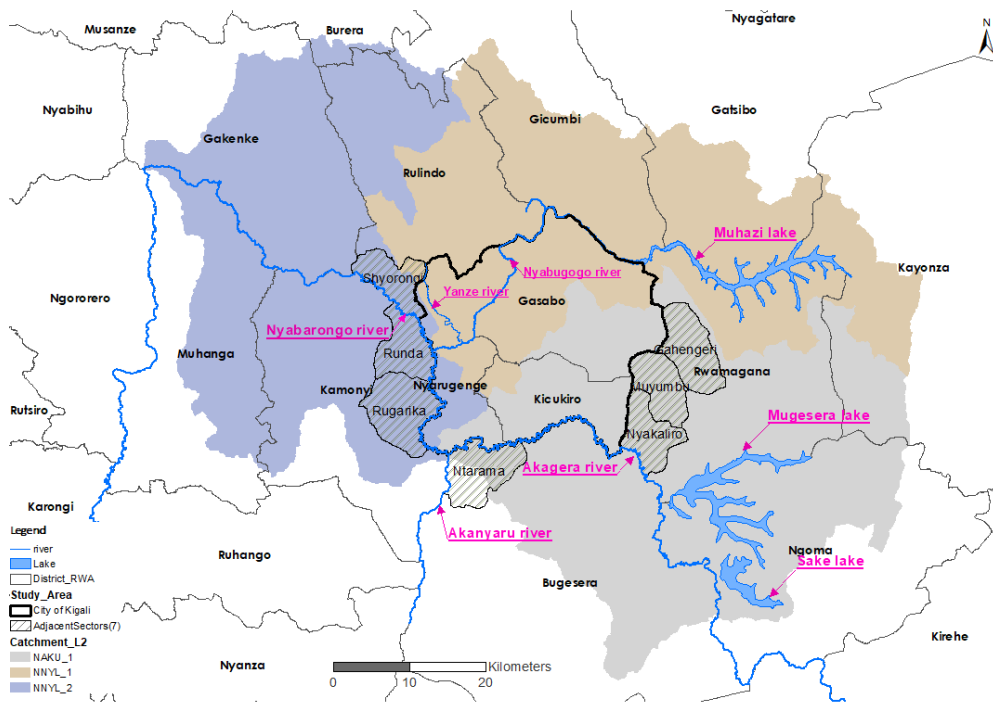 Nyagatare
Musanze
Burera
N
Nyabihu
Gatsibo
Gicumbi
Gakenke
Rulindo
Muhazi lake
Kayonza
Nyabugogo river
Shyorongi
Yanze river
Ngororero
Gasabo
Nyabarongo river
Gahengeri
Runda
Muhanga
Rwamagana
Nyarugenge
Muyumbu
Kamonyi
Kicukiro
Rutsiro
Rugarika
Mugesera lake
Nyakaliro
Ntarama
Akagera river
Karongi
Akanyaru river
Ruhango
Ngoma
Sake lake
Bugesera
Kirehe
Nyanza
Legend
river
Lake
District_RWA
Study_Area
City of Kigali
AdjacentSectors(7)
Catchment_L2
NAKU_1
NNYL_1
NNYL_2
Kilometers
0 10 20